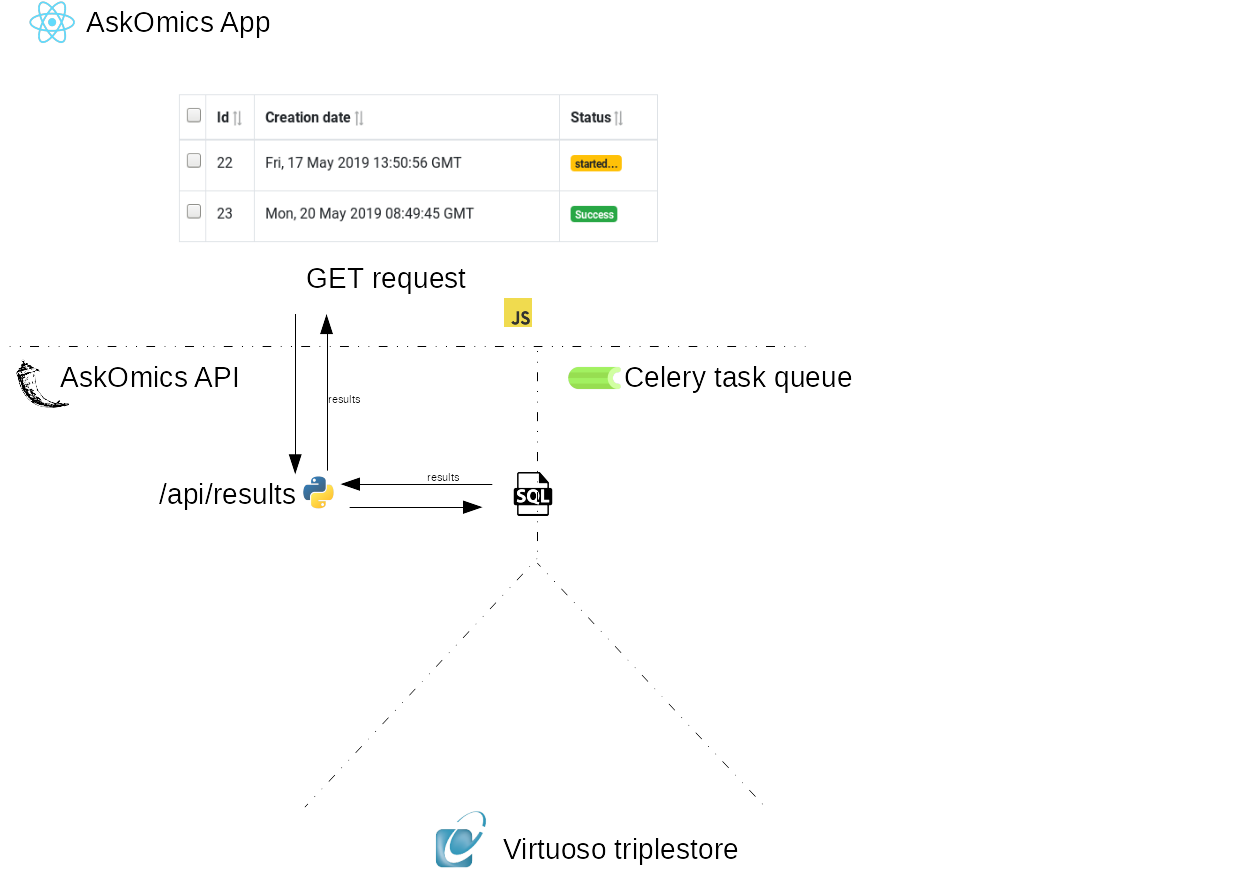 AskOmics App
Id Creation date Status
22 Fri, 17 May 2019 13:50:56 GMT started...
23 Mon, 20 May 2019 08:49:45 GMT Success
GET request
JS
AskOmics API
Celery task queue
results
results
/api/results
SQL
Virtuoso triplestore